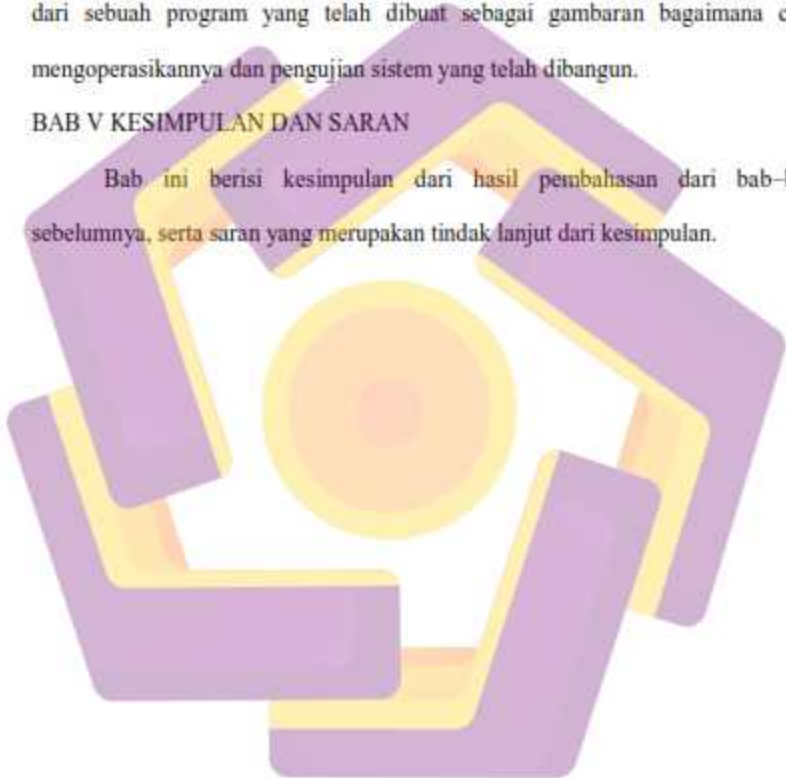 dari sebuah program yang telah dibuat sebagai gambaran bagaimana
mengoperasikannya dan pengujian sistem yang telah dibangun.
BAB V KESIMPULAN DAN SARAN
Bab ini berisi kesimpulan dari hasil pembahasan dari
sebelumnya, serta saran yang merupakan tindak lanjut dari kesimpulan.